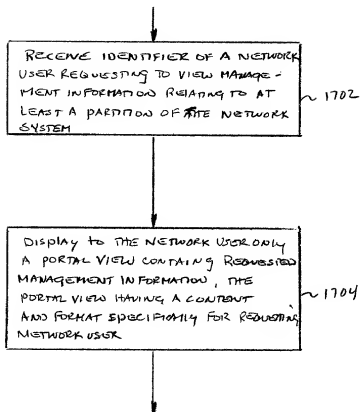 RECEIVE IDENTIFIER OF A NETWORK
USER REQUESTING TO VIEW MANAGE-
MENT INFORMATION RELATING TO AT
LEAST A PARTITION OF THE NETWORK
SYSTEM
1702
DISPLAY TO THE NETWORK USER ONLY
A PORTAL VIEW CONTAING REQUESTED
MANAGEMENT INFORMATION, THE
PORTAL VIEW HAVING A CONTENT
AND FORMAT SPECIFICALLY FOR REQUESTING
NETWORK USER
1704